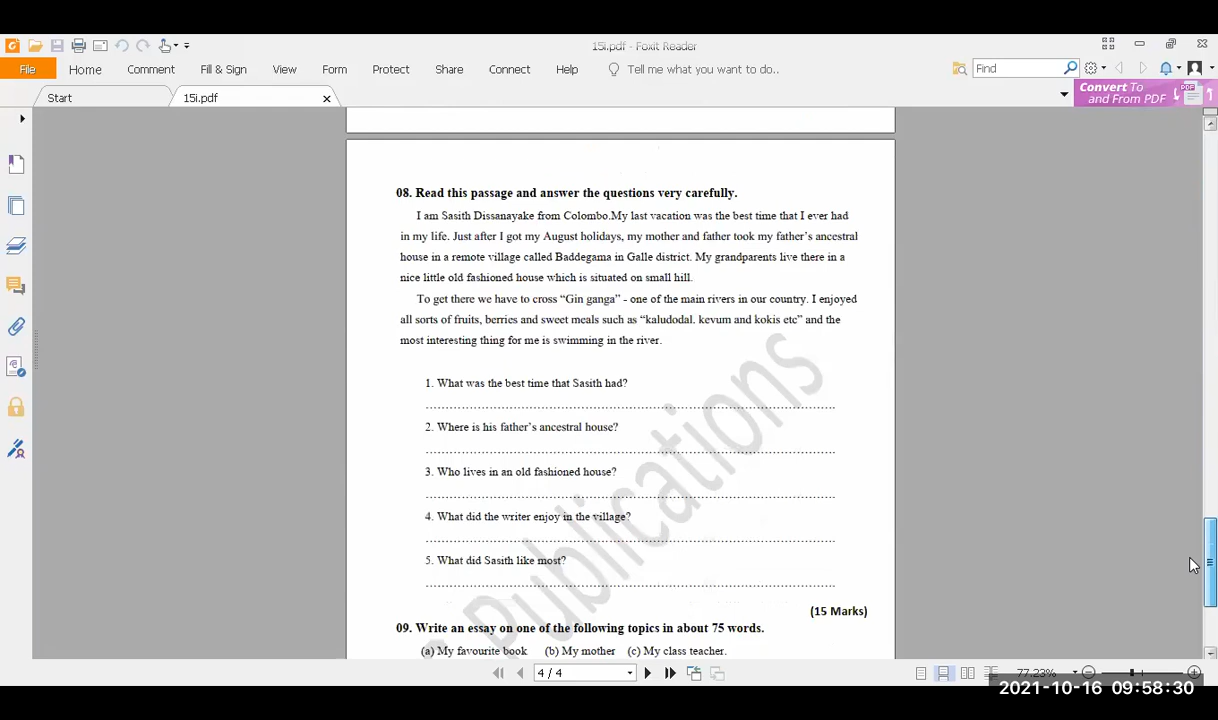 15i.pdf - Foxit Reader
File Home Comment Fill & Sign View Form Protect Share Connect Help Tell me what you want to do.. Find
Start 15i.pdf × Convert To
and From PDF PDF
08. Read this passage and answer the questions very carefully.
I am Sasith Dissanayake from Colombo.My last vacation was the best time that I ever had
in my life. Just after I got my August holidays, my mother and father took my father's ancestral
house in a remote village called Baddegama in Galle district. My grandparents live there in a
nice little old fashioned house which is situated on small hill.
To get there we have to cross “Gin ganga” - one of the main rivers in our country. I enjoyed
all sorts of fruits, berries and sweet meals such as “kaludodal. kevum and kokis etc” and the
most interesting thing for me is swimming in the river.
1. What was the best time that Sasith had?
2. Where is his father's ancestral house?
3. Who lives in an old fashioned house?
4. What did the writer enjoy in the village?
5. What did Sasith like most?
(15 Marks)
Publications
09. Write an essay on one of the following topics in about 75 words.
(a) My favourite book (b) My mother (c) My class teacher.
4 / 4 77.23%
2021-10-16 09:58:30